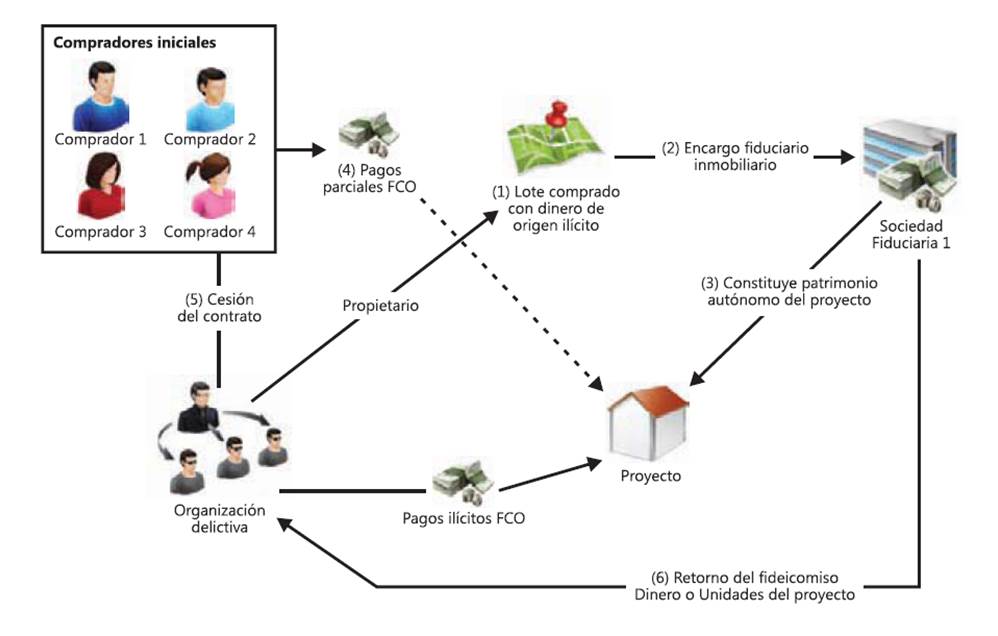 Compradores iniciales
Comprador 1
Comprador 2
Comprador 3
Comprador 4
(4) Pagos
parciales FCO
(1) Lote comprado
con dinero de
origen ilícito
(2) Encargo fiduciario
inmobiliario
Sociedad
Fiduciaria 1
(5) Cesión
del contrato
Propietario
(3) Constituye patrimonio
autónomo del proyecto
Organización
delictiva
Pagos ilícitos FCO
Proyecto
(6) Retorno del fideicomiso
Dinero o Unidades del proyecto